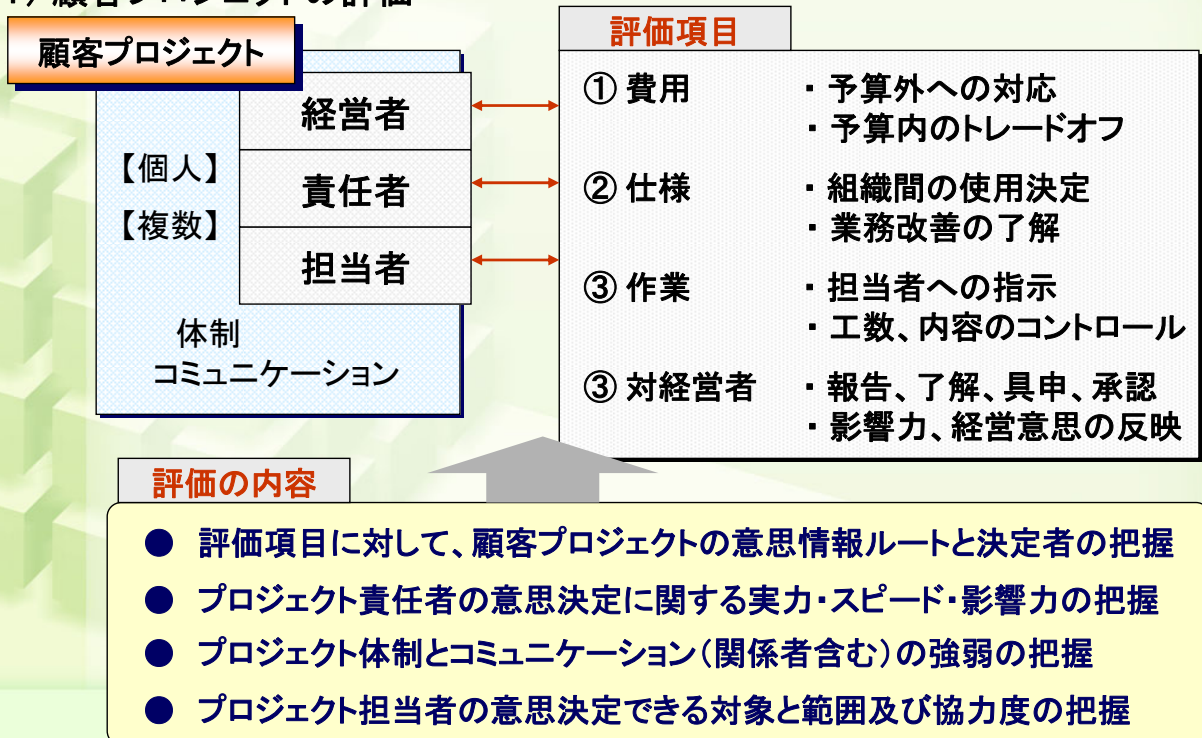 1) 顧客プロジェクトの評価
顧客プロジェクト
経営者
責任者
担当者
【個人】
【複数】
体制
コミュニケーション
評価項目
① 費用 ・予算外への対応
・予算内のトレードオフ
② 仕様 ・組織間の使用決定
・業務改善の了解
③ 作業 ・担当者への指示
・工数、内容のコントロール
③ 対経営者 ・報告、了解、具申、承認
・影響力、経営意思の反映
評価の内容
● 評価項目に対して、顧客プロジェクトの意思情報ルートと決定者の把握
● プロジェクト責任者の意思決定に関する実力・スピード・影響力の把握
● プロジェクト体制とコミュニケーション（関係者含む）の強弱の把握
● プロジェクト担当者の意思決定できる対象と範囲及び協力度の把握